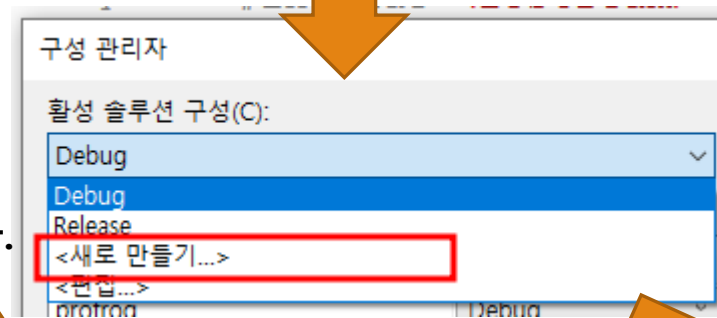 구성 관리자
활성 솔루션 구성(C):
Debug
Debug
Release
<새로 만들기...>
<편집...>
profrog Debug